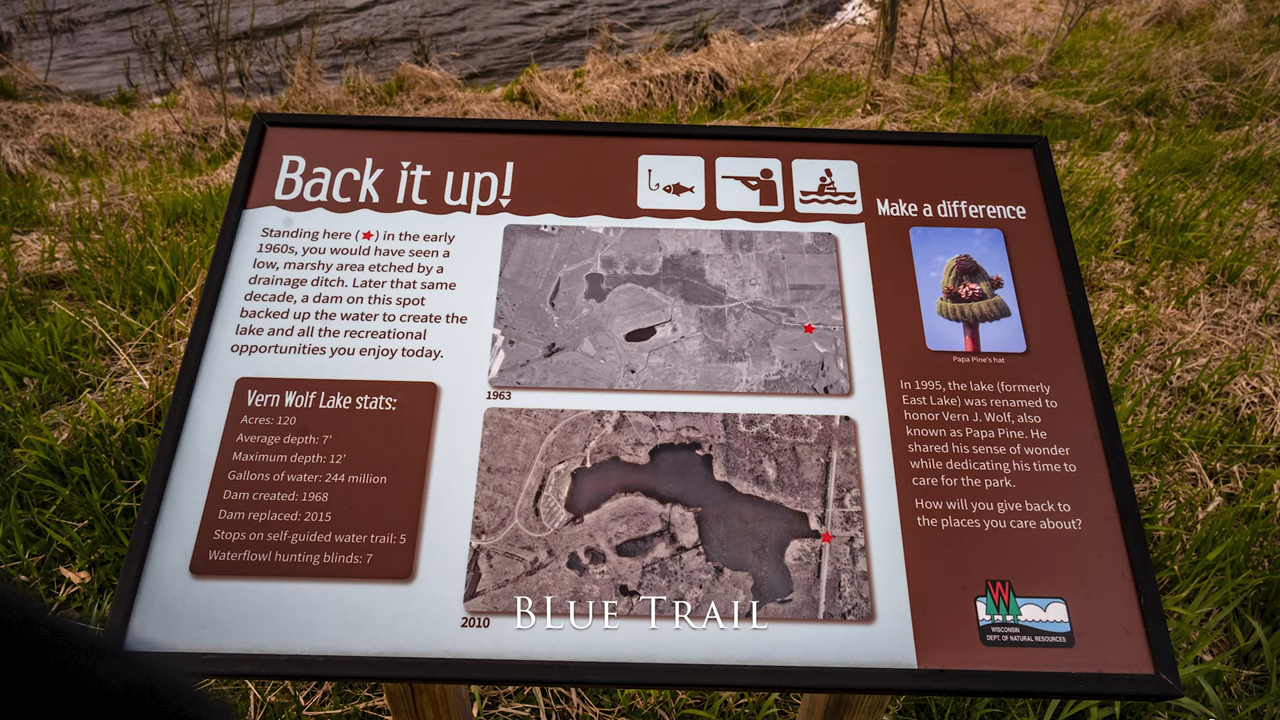 Back it up!
Standing here (★) in the early
1960s, you would have seen a
low, marshy area etched by a
drainage ditch. Later that same
decade, a dam on this spot
backed up the water to create the
lake and all the recreational
opportunities you enjoy today.
Vern Wolf Lake stats:
Acres: 120
Average depth: 7'
Maximum depth: 12'
Gallons of water: 244 million
Dam created: 1968
Dam replaced: 2015
Stops on self-guided water trail: 5
Waterflowl hunting blinds: 7
1963
2010
Make a difference
Papa Pine's hat
In 1995, the lake (formerly
East Lake) was renamed to
honor Vern J. Wolf, also
known as Papa Pine. He
shared his sense of wonder
while dedicating his time to
care for the park.
How will you give back to
the places you care about?
W
WISCONSIN
DEPT. OF NATURAL RESOURCES
Blue Trail